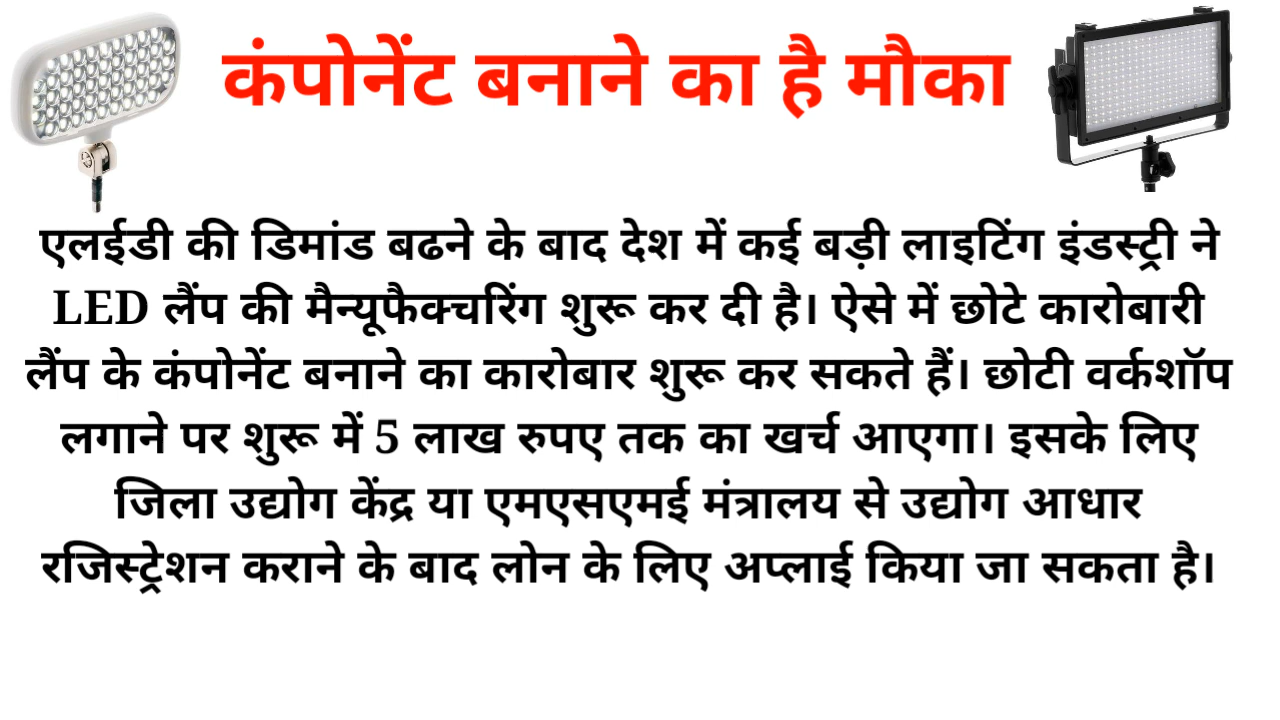 कंपोनेंट बनाने का है मौका
एलईडी की डिमांड बढने के बाद देश में कई बड़ी लाइटिंग इंडस्ट्री ने
LED लैंप की मैन्यूफैक्चरिंग शुरू कर दी है। ऐसे में छोटे कारोबारी
लैंप के कंपोनेंट बनाने का कारोबार शुरू कर सकते हैं। छोटी वर्कशॉप
लगाने पर शुरू में 5 लाख रुपए तक का खर्च आएगा। इसके लिए
जिला उद्योग केंद्र या एमएसएमई मंत्रालय से उद्योग आधार
रजिस्ट्रेशन कराने के बाद लोन के लिए अप्लाई किया जा सकता है।